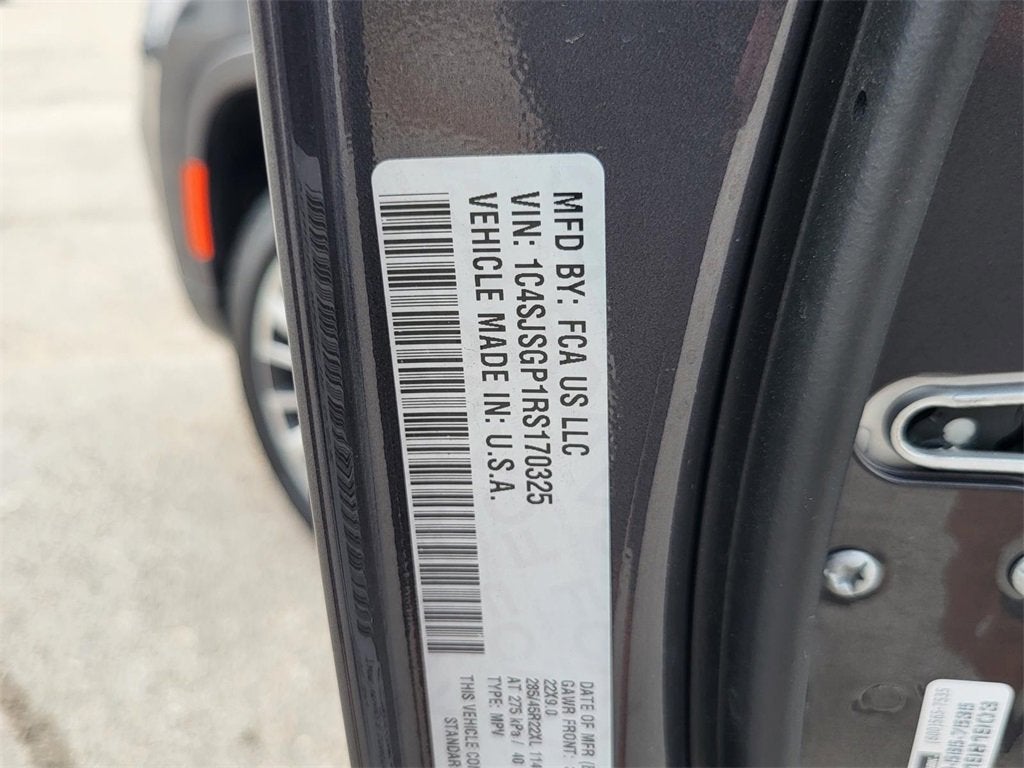 MFD BY: FCA US LLC
VIN: 1C4SJSGP1RS170325
VEHICLE MADE IN: U.S.A.
DATE OF MFR
GAWR FRONT:
22X9.0
285/45R22XL 114
AT 275 kPa /
TYPE: MPV
THIS VEHICLE
STANDAR